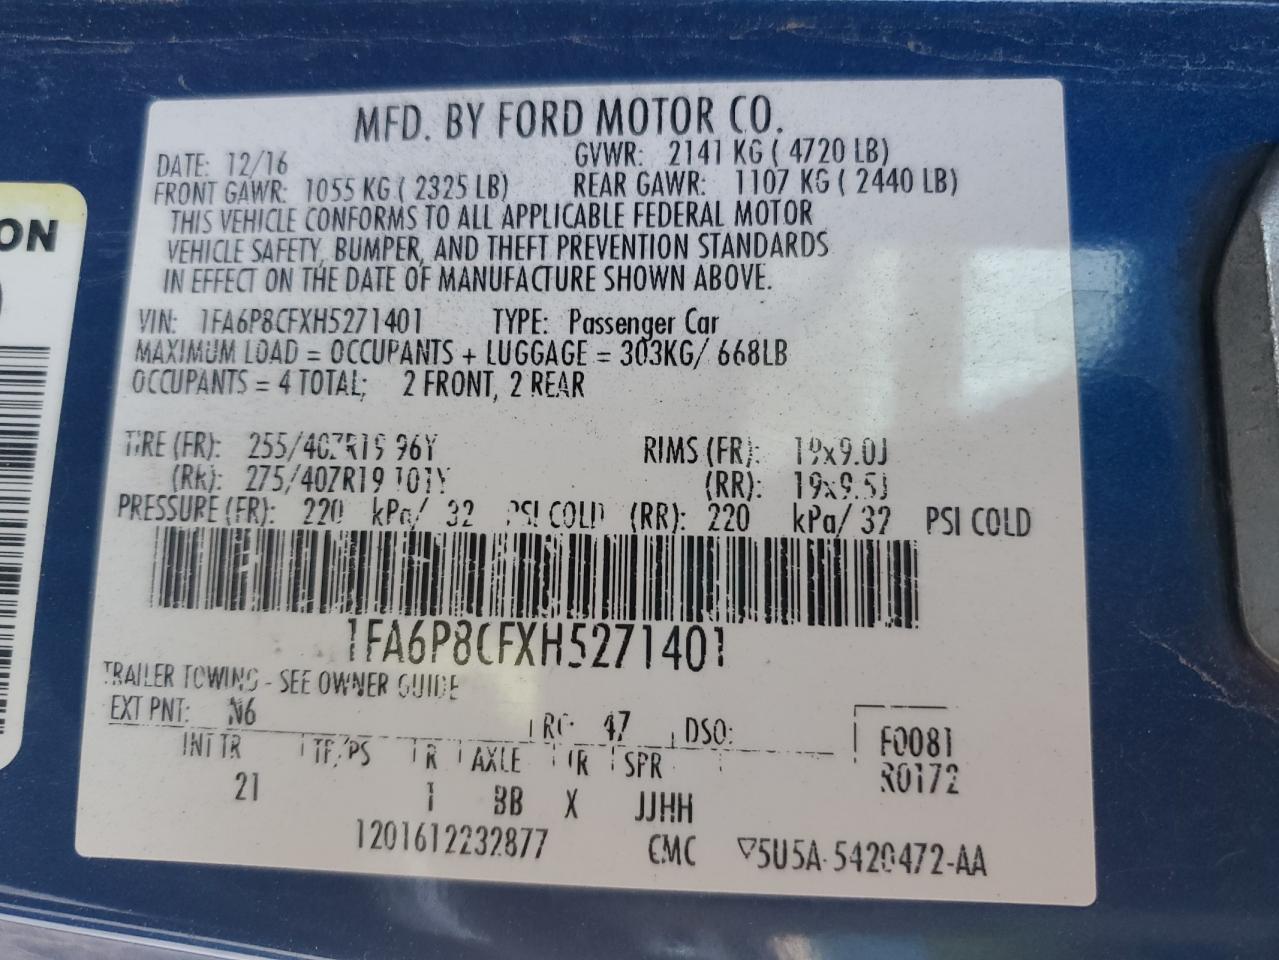 MFD. BY FORD MOTOR CO.
DATE: 12/16 GVWR: 2141 KG ( 4720 LB)
FRONT GAWR: 1055 KG ( 2325 LB) REAR GAWR: 1107 KG ( 2440 LB)
THIS VEHICLE CONFORMS TO ALL APPLICABLE FEDERAL MOTOR
VEHICLE SAFETY, BUMPER, AND THEFT PREVENTION STANDARDS
IN EFFECT ON THE DATE OF MANUFACTURE SHOWN ABOVE.
VIN: 1FA6P8CFXH5271401 TYPE: Passenger Car
MAXIMUM LOAD = OCCUPANTS + LUGGAGE = 303KG/ 668LB
OCCUPANTS = 4 TOTAL; 2 FRONT, 2 REAR
TIRE (FR): 255/40ZR19 96Y RIMS (FR): 19x9.0J
(RR): 275/40ZR19 101Y (RR): 19x9.5J
PRESSURE (FR): 220 kPa/ 32 PSI COLD (RR): 220 kPa/ 32 PSI COLD
1FA6P8CFXH5271401
TRAILER TOWING - SEE OWNER GUIDE
EXT PNT: N6 RC: 47 DSO: F0081
INT TR TP/PS R AXLE TR SPR R0172
21 1 BB X JJHH
1201612232877 CMC ▽5U5A-5420472-AA
ON